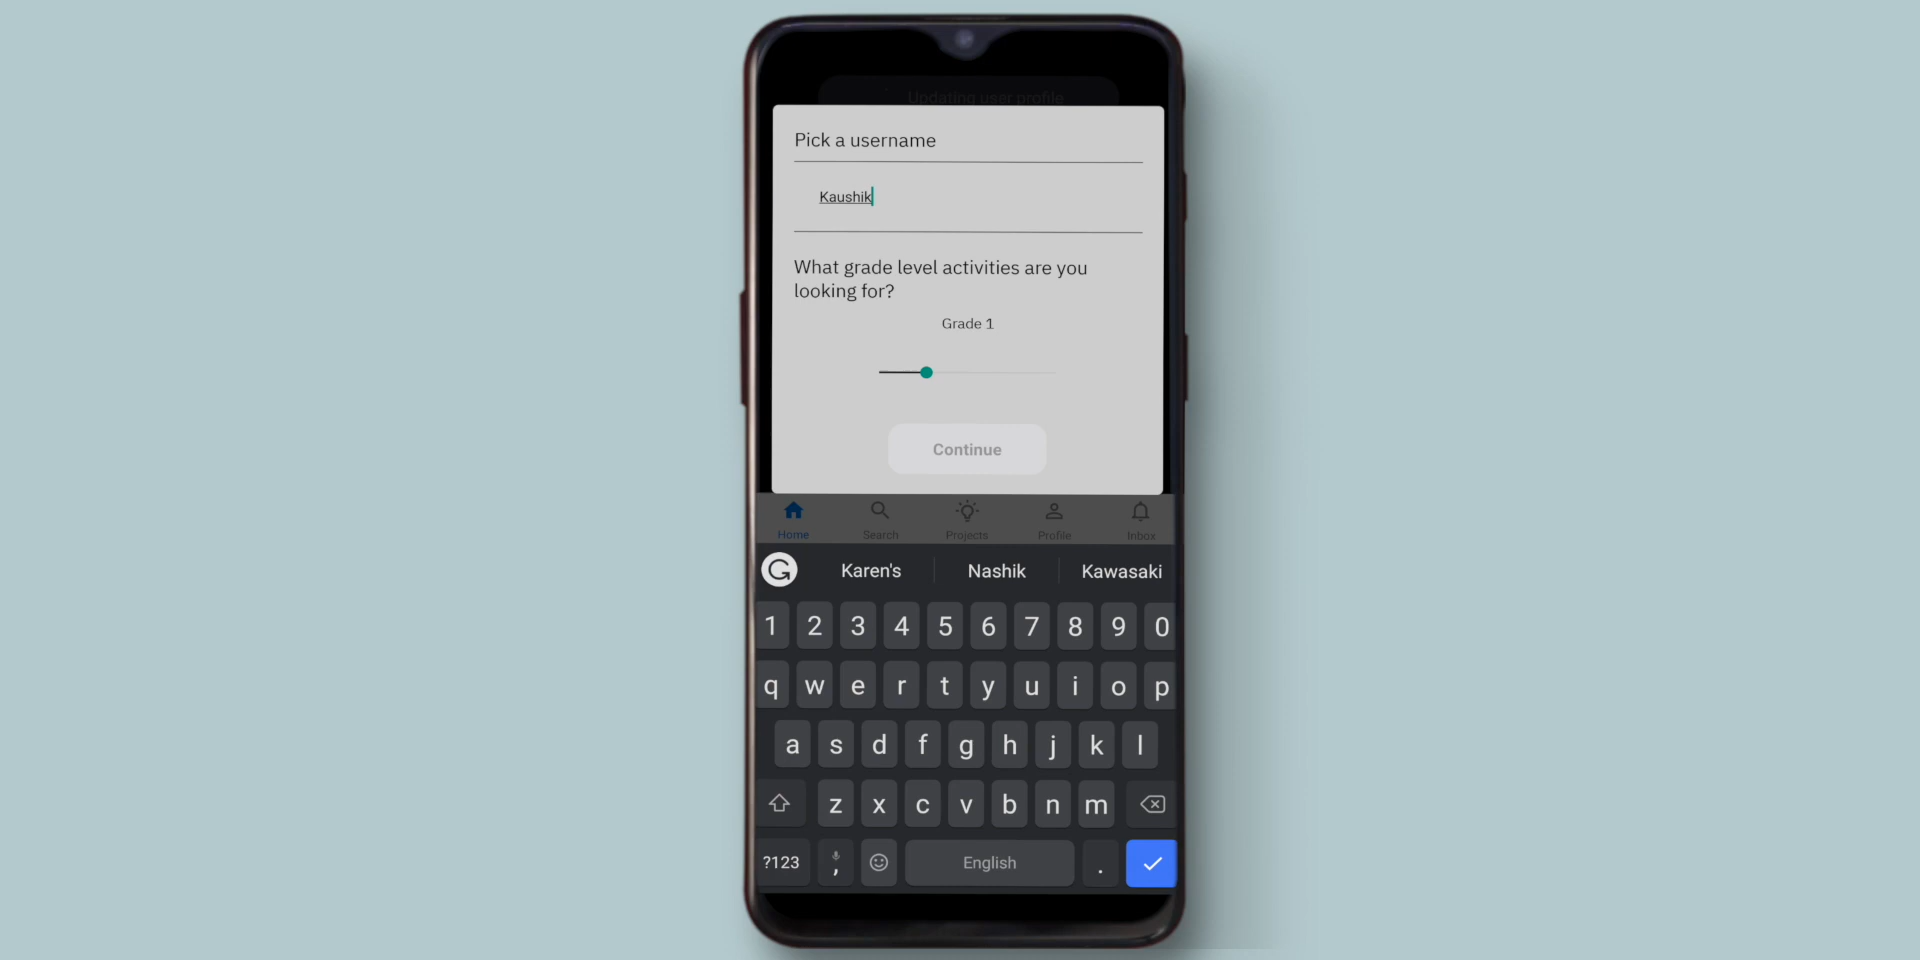 Updating user profile
Pick a username
Kaushik
What grade level activities are you
looking for?
Grade 1
Continue
Home Search Projects Profile Inbox
Karen's Nashik Kawasaki
1 2 3 4 5 6 7 8 9 0
q w e r t y u i o p
a s d f g h j k l
z x c v b n m
?123 , English .